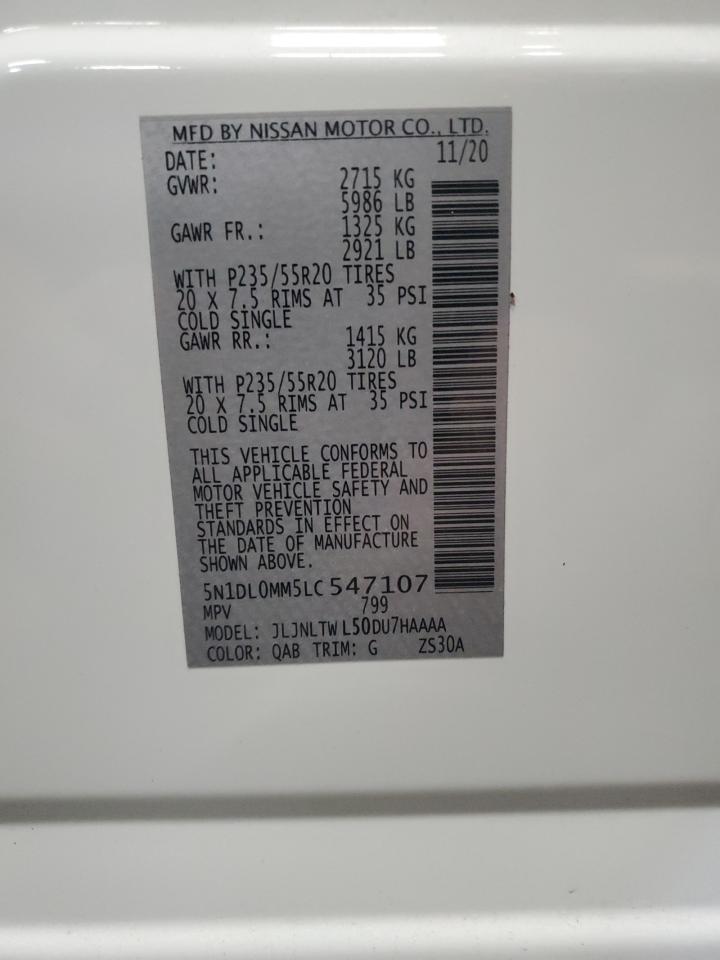 MFD BY NISSAN MOTOR CO., LTD.
DATE: 11/20
GVWR: 2715 KG
5986 LB
GAWR FR.: 1325 KG
2921 LB
WITH P235/55R20 TIRES
20 X 7.5 RIMS AT 35 PSI
COLD SINGLE
GAWR RR.: 1415 KG
3120 LB
WITH P235/55R20 TIRES
20 X 7.5 RIMS AT 35 PSI
COLD SINGLE
THIS VEHICLE CONFORMS TO
ALL APPLICABLE FEDERAL
MOTOR VEHICLE SAFETY AND
THEFT PREVENTION
STANDARDS IN EFFECT ON
THE DATE OF MANUFACTURE
SHOWN ABOVE.
5N1DL0MM5LC547107
MPV 799
MODEL: JLJNLTWL50DU7HAAAA
COLOR: QAB TRIM: G ZS30A